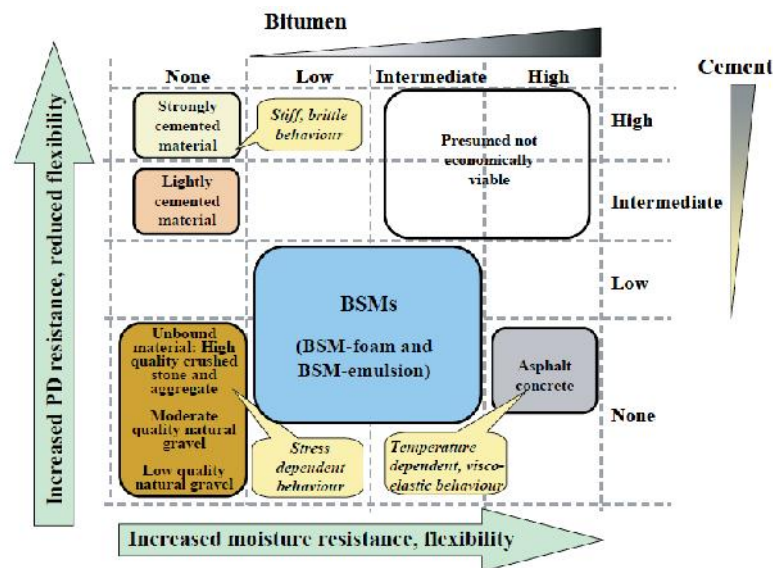 Bitumen
None
Low
Intermediate
High
Cement
Strongly
cemented
material
Stiff, brittle
behaviour
Presumed not
economically
viable
High
Lightly
cemented
material
Intermediate
BSMs
(BSM-foam and
BSM-emulsion)
Low
Unbound
material: High
quality crushed
stone and
aggregate
Moderate
quality natural
gravel
Low quality
natural gravel
Stress
dependent
behaviour
Temperature
dependent, visco-
elastic behaviour
Asphalt
concrete
None
Increased PD resistance, reduced flexibility
Increased moisture resistance, flexibility